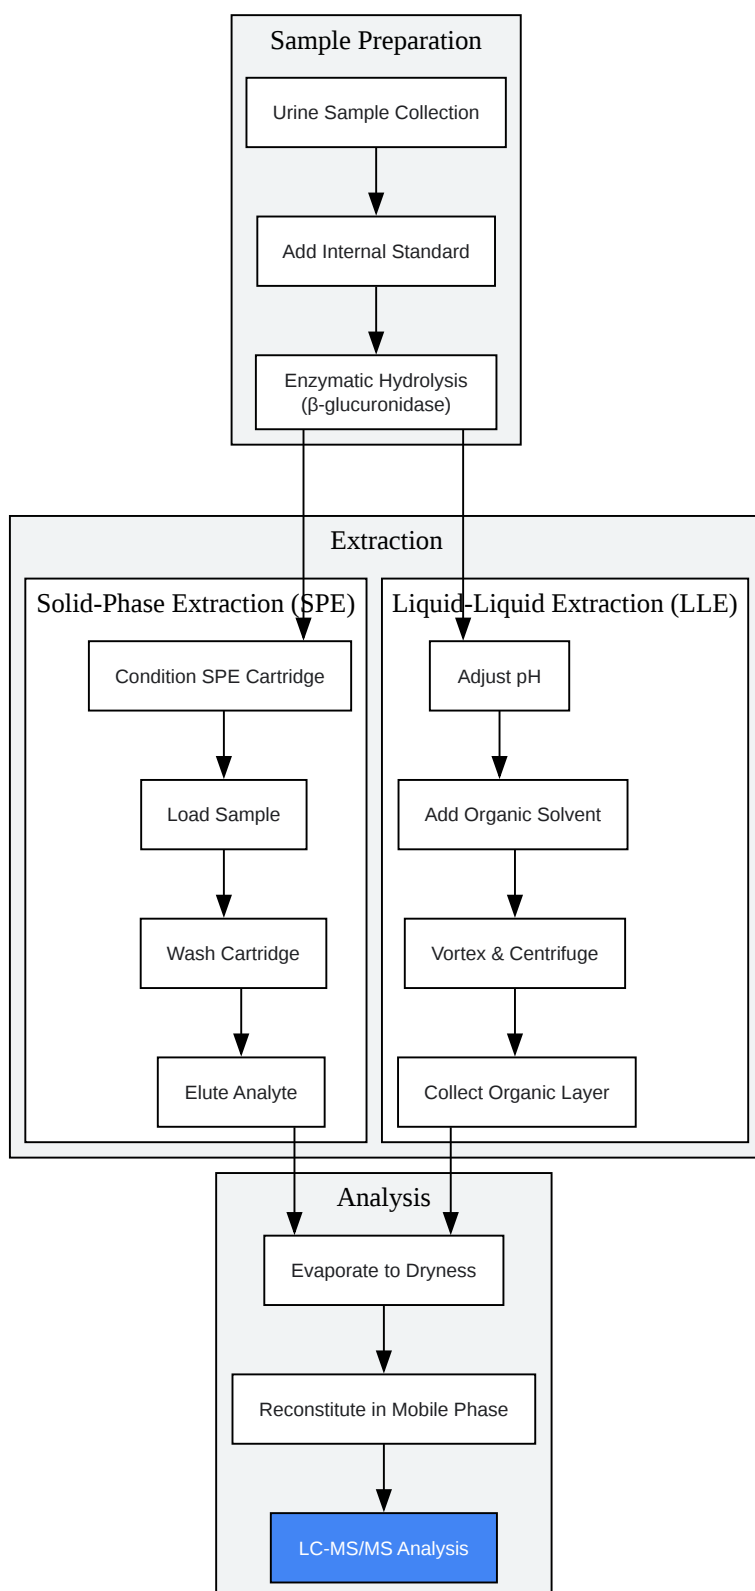 Sample Preparation
Urine Sample Collection
Add Internal Standard
Enzymatic Hydrolysis
(β-glucuronidase)
Extraction
Solid-Phase Extraction (SPE)
Condition SPE Cartridge
Load Sample
Wash Cartridge
Elute Analyte
Liquid-Liquid Extraction (LLE)
Adjust pH
Add Organic Solvent
Vortex & Centrifuge
Collect Organic Layer
Analysis
Evaporate to Dryness
Reconstitute in Mobile Phase
LC-MS/MS Analysis